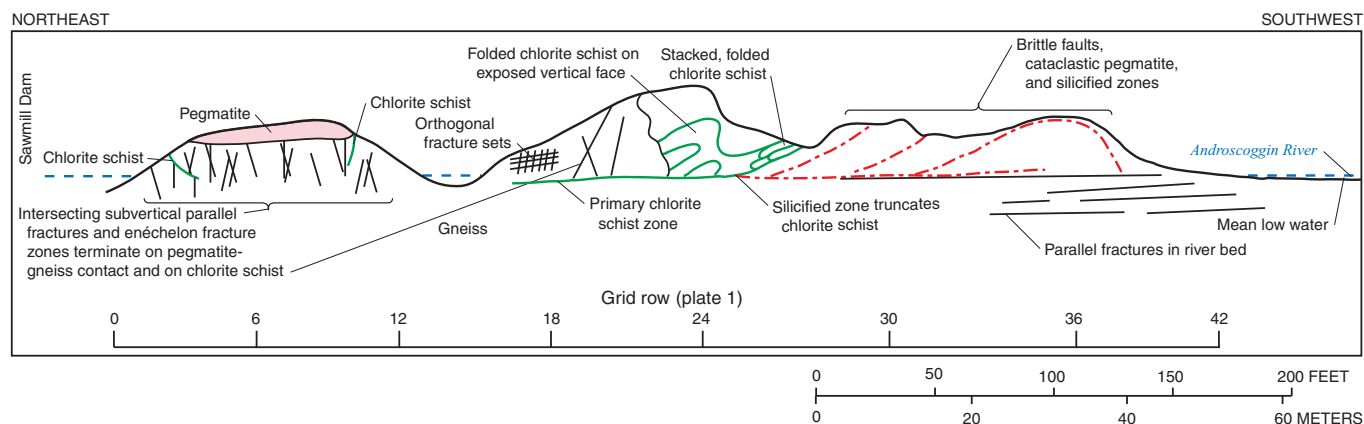 NORTHEAST
SOUTHWEST
Sawmill Dam
Chlorite schist
Pegmatite
Chlorite schist
Orthogonal
fracture sets
Folded chlorite schist on
exposed vertical face
Stacked, folded
chlorite schist
Brittle faults,
cataclastic pegmatite,
and silicified zones
Androscoggin River
Intersecting subvertical parallel
fractures and enéchelon fracture
zones terminate on pegmatite-
gneiss contact and on chlorite schist
Gneiss
Primary chlorite
schist zone
Silicified zone truncates
chlorite schist
Parallel fractures in river bed
Mean low water
Grid row (plate 1)
0 6 12 18 24 30 36 42
0 50 100 150 200 FEET
0 20 40 60 METERS